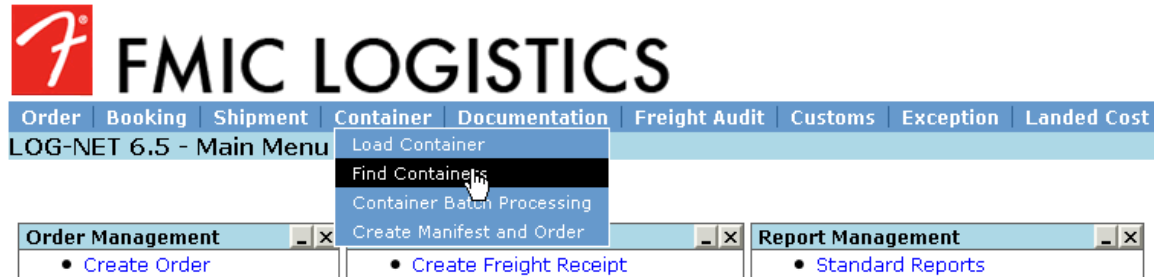 FMIC LOGISTICS
Order | Booking | Shipment | Container | Documentation | Freight Audit | Customs | Exception | Landed Cost
LOG-NET 6.5 - Main Menu
Load Container
Find Containers
Container Batch Processing
Create Manifest and Order
Order Management
Report Management
Create Order
Create Freight Receipt
Standard Reports